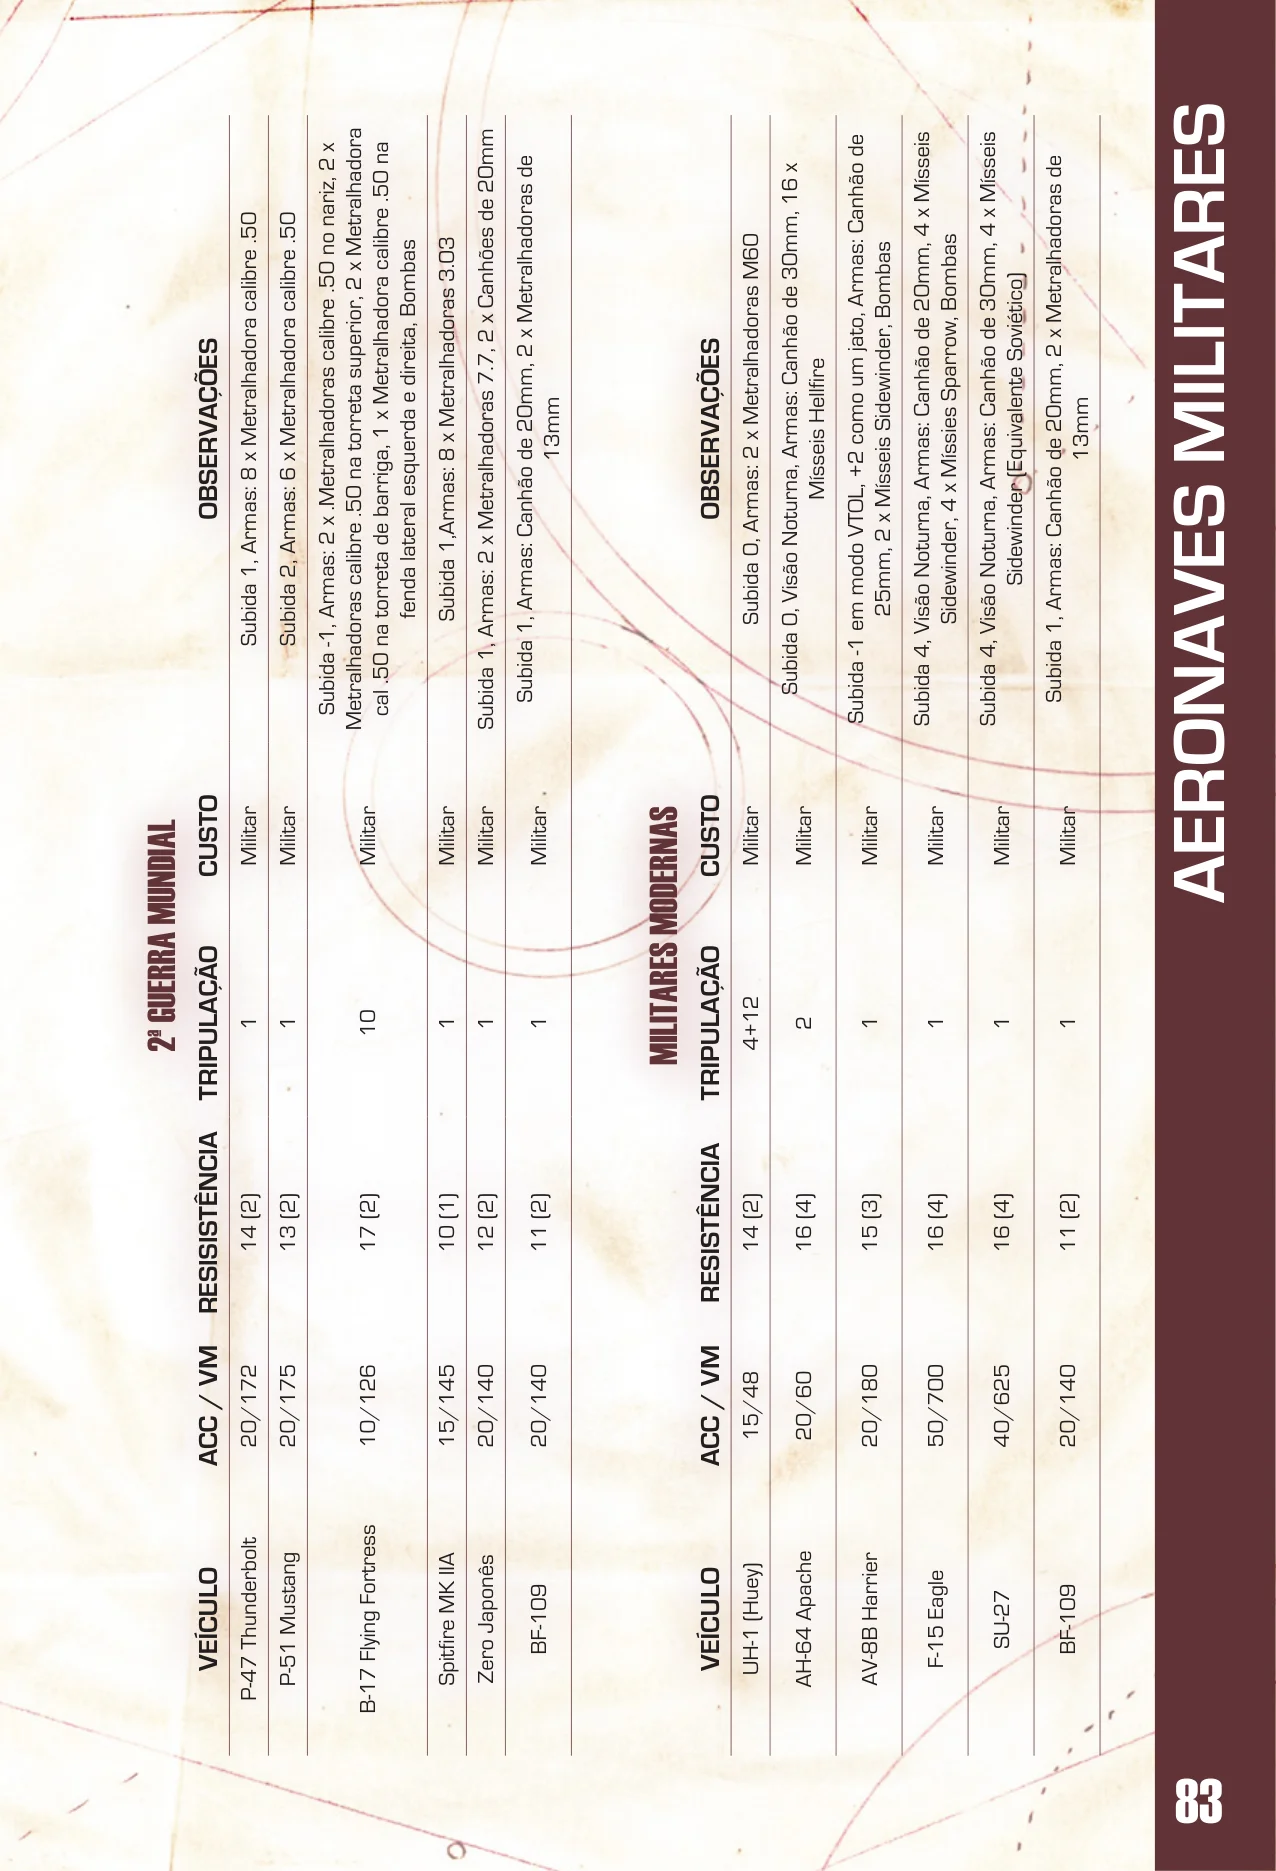 2ª GUERRA MUNDIAL
VEÍCULO ACC / VM RESISISTÊNCIA TRIPULAÇÃO CUSTO OBSERVAÇÕES
P-47 Thunderbolt 20/172 14 (2) 1 Militar Subida 1, Armas: 8 x Metralhadora calibre .50
P-51 Mustang 20/175 13 (2) 1 Militar Subida 2, Armas: 6 x Metralhadora calibre .50
B-17 Flying Fortress 10/126 17 (2) 10 Militar Subida -1, Armas: 2 x .Metralhadoras calibre .50 no nariz, 2 x
Metralhadoras calibre .50 na torreta superior, 2 x Metralhadora
cal .50 na torreta de barriga, 1 x Metralhadora calibre .50 na
fenda lateral esquerda e direita, Bombas
Spitfire MK IIA 15/145 10 (1) 1 Militar Subida 1,Armas: 8 x Metralhadoras 3.03
Zero Japonês 20/140 12 (2) 1 Militar Subida 1, Armas: 2 x Metralhadoras 7.7, 2 x Canhões de 20mm
BF-109 20/140 11 (2) 1 Militar Subida 1, Armas: Canhão de 20mm, 2 x Metralhadoras de
13mm
MILITARES MODERNAS
VEÍCULO ACC / VM RESISTÊNCIA TRIPULAÇÃO CUSTO OBSERVAÇÕES
UH-1 (Huey) 15/48 14 (2) 4+12 Militar Subida 0, Armas: 2 x Metralhadoras M60
AH-64 Apache 20/60 16 (4) 2 Militar Subida 0, Visão Noturna, Armas: Canhão de 30mm, 16 x
Mísseis Hellfire
AV-8B Harrier 20/180 15 (3) 1 Militar Subida -1 em modo VTOL, +2 como um jato, Armas: Canhão de
25mm, 2 x Mísseis Sidewinder, Bombas
F-15 Eagle 50/700 16 (4) 1 Militar Subida 4, Visão Noturna, Armas: Canhão de 20mm, 4 x Mísseis
Sidewinder, 4 x Míssies Sparrow, Bombas
SU-27 40/625 16 (4) 1 Militar Subida 4, Visão Noturna, Armas: Canhão de 30mm, 4 x Mísseis
Sidewinder (Equivalente Soviético)
BF-109 20/140 11 (2) 1 Militar Subida 1, Armas: Canhão de 20mm, 2 x Metralhadoras de
13mm
83 AERONAVES MILITARES